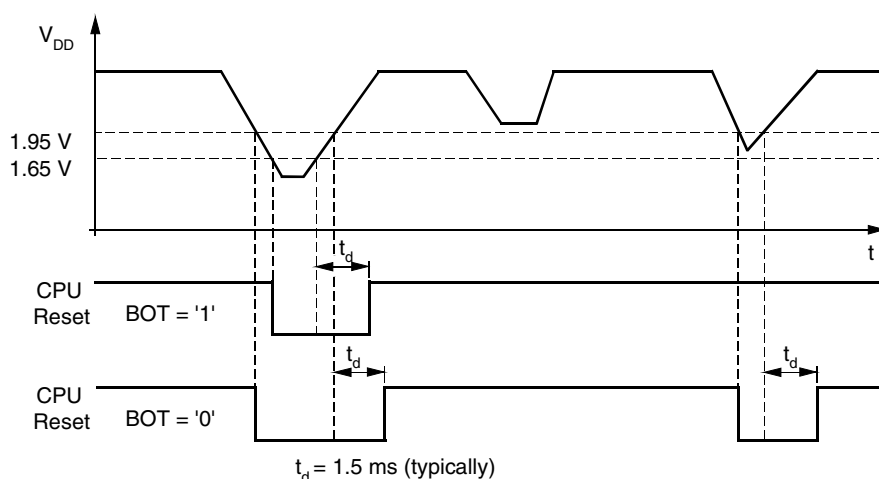 V_DD
1.95 V
1.65 V
t
t_d
CPU
Reset
BOT = '1'
t_d
t_d
CPU
Reset
BOT = '0'
t_d = 1.5 ms (typically)